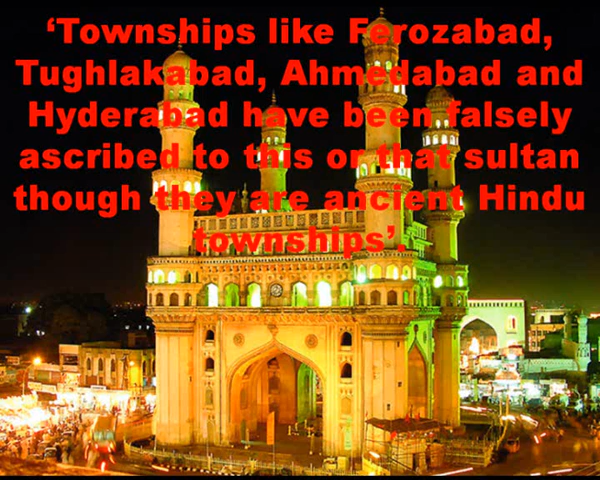 ‘Townships like Ferozabad,
Tughlakabad, Ahmedabad and
Hyderabad have been falsely
ascribed to this or that sultan
though they are ancient Hindu
townships’.